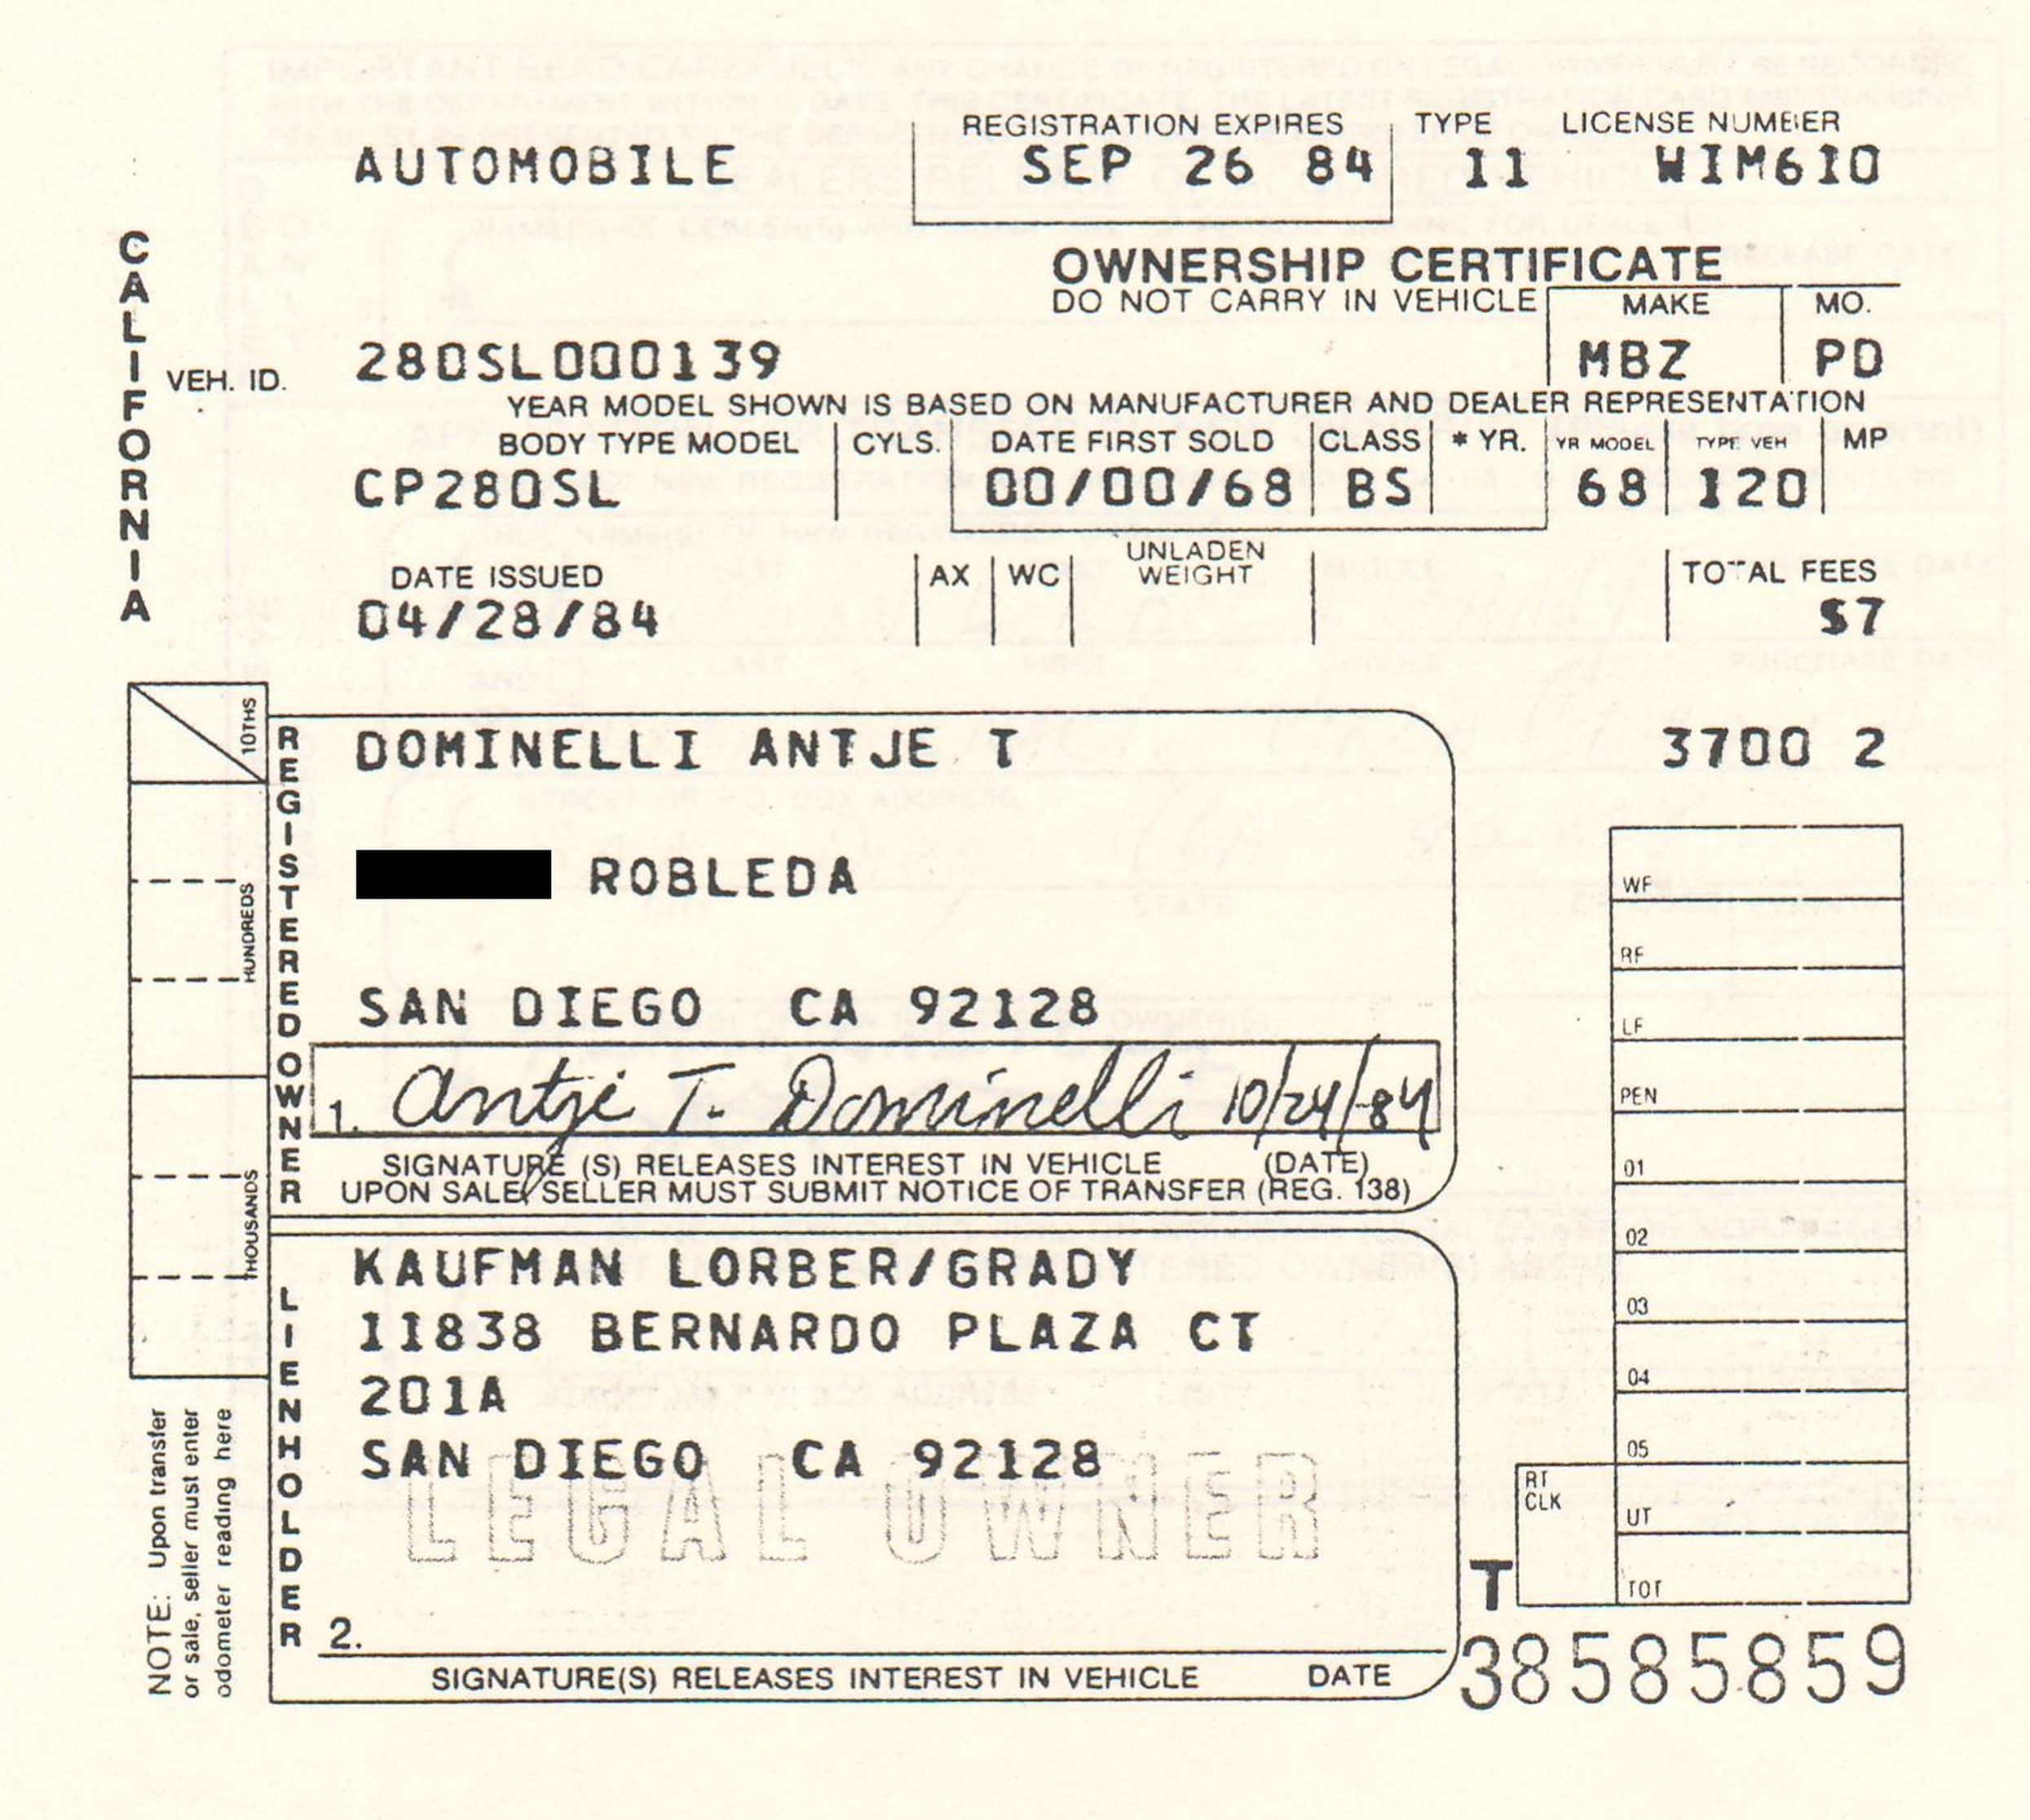 REGISTRATION EXPIRES TYPE LICENSE NUMBER
AUTOMOBILE SEP 26 84 11 WIM610
CALIFORNIA
OWNERSHIP CERTIFICATE
DO NOT CARRY IN VEHICLE MAKE MO.
VEH. ID. 280SL000139 MBZ PD
YEAR MODEL SHOWN IS BASED ON MANUFACTURER AND DEALER REPRESENTATION
BODY TYPE MODEL CYLS. DATE FIRST SOLD CLASS * YR. YR MODEL TYPE VEH MP
CP280SL 00/00/68 BS 68 120
DATE ISSUED AX WC UNLADEN WEIGHT TOTAL FEES
04/28/84 $7
10THS
HUNDREDS
THOUSANDS
NOTE: Upon transfer
or sale, seller must enter
odometer reading here
REGISTERED OWNER
DOMINELLI ANTJE T 3700 2
ROBLEDA
SAN DIEGO CA 92128
1. Antje T. Dominelli 10/24/84
SIGNATURE (S) RELEASES INTEREST IN VEHICLE (DATE)
UPON SALE, SELLER MUST SUBMIT NOTICE OF TRANSFER (REG. 138)
LIENHOLDER
KAUFMAN LORBER/GRADY
11838 BERNARDO PLAZA CT
201A
SAN DIEGO CA 92128
LEGAL OWNER
2.
SIGNATURE(S) RELEASES INTEREST IN VEHICLE DATE
WF
RF
LF
PEN
01
02
03
04
05
RT
CLK
UT
TOT
T
38585859